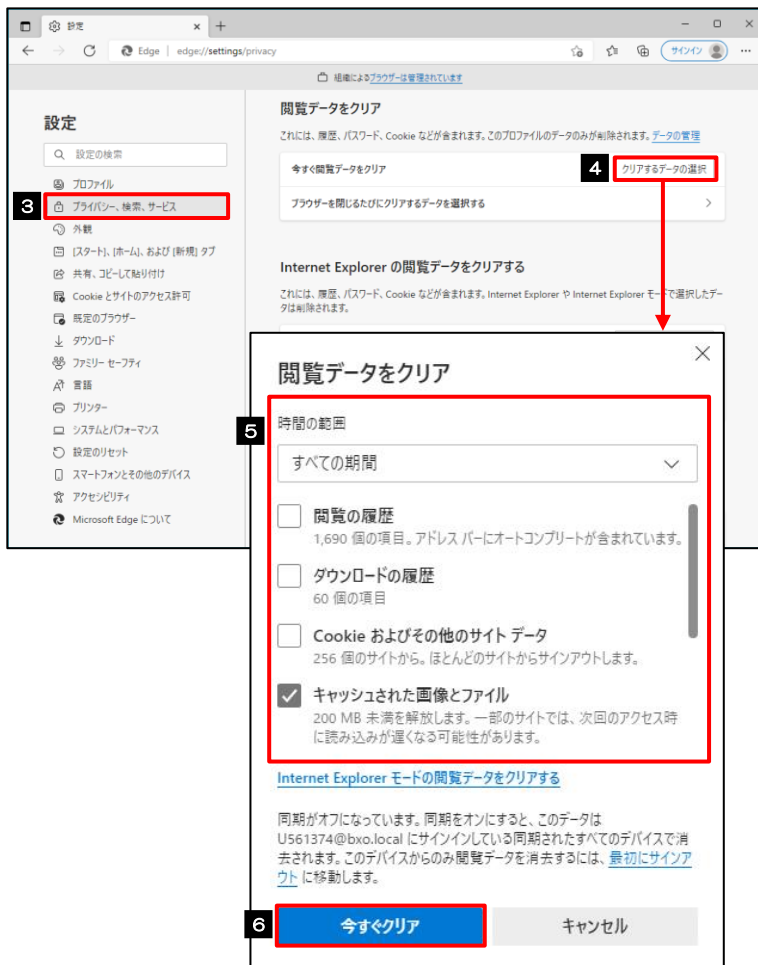 設定
Edge | edge://settings/privacy
サインイン
組織によるブラウザーは管理されています
設定
設定の検索
プロファイル
3
プライバシー、検索、サービス
外観
[スタート]、[ホーム]、および [新規] タブ
共有、コピーして貼り付け
Cookie とサイトのアクセス許可
既定のブラウザー
ダウンロード
ファミリー セーフティ
言語
プリンター
システムとパフォーマンス
設定のリセット
スマートフォンとその他のデバイス
アクセシビリティ
Microsoft Edge について
閲覧データをクリア
これには、履歴、パスワード、Cookie などが含まれます。このプロファイルのデータのみが削除されます。データの管理
今すぐ閲覧データをクリア
4
クリアするデータの選択
ブラウザーを閉じるたびにクリアするデータを選択する
Internet Explorer の閲覧データをクリアする
これには、履歴、パスワード、Cookie などが含まれます。Internet Explorer や Internet Explorer モードで選択したデー
タは削除されます。
閲覧データをクリア
5
時間の範囲
すべての期間
閲覧の履歴
1,690 個の項目。アドレス バーにオートコンプリートが含まれています。
ダウンロードの履歴
60 個の項目
Cookie およびその他のサイト データ
256 個のサイトから。ほとんどのサイトからサインアウトします。
キャッシュされた画像とファイル
200 MB 未満を解放します。一部のサイトでは、次回のアクセス時
に読み込みが遅くなる可能性があります。
Internet Explorer モードの閲覧データをクリアする
同期がオフになっています。同期をオンにすると、このデータは
U561374@bxo.local にサインインしている同期されたすべてのデバイスで消
去されます。このデバイスからのみ閲覧データを消去するには、最初にサインア
ウト に移動します。
6
今すぐクリア
キャンセル